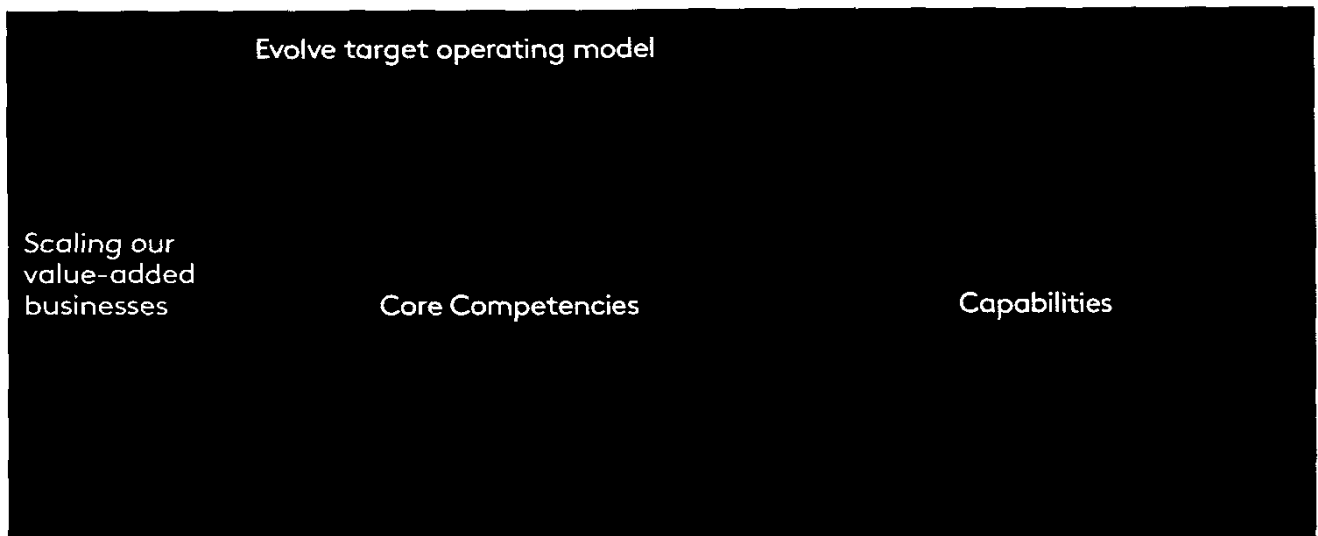 Evolve target operating model
Scaling our
value-added
businesses
Core Competencies
Capabilities